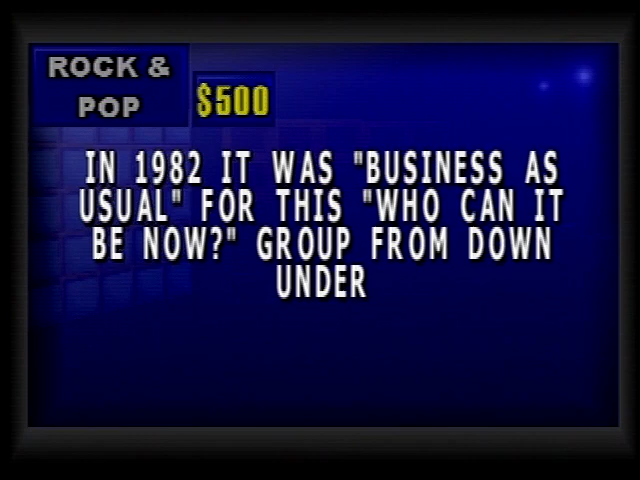 ROCK &
POP
$500
IN 1982 IT WAS "BUSINESS AS
USUAL" FOR THIS "WHO CAN IT
BE NOW?" GROUP FROM DOWN
UNDER